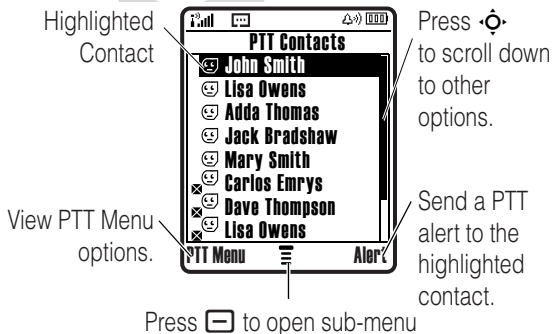 Highlighted
Contact
Press
to scroll down
to other
options.
PTT Contacts
John Smith
Lisa Owens
Adda Thomas
Jack Bradshaw
Mary Smith
Carlos Emrys
Dave Thompson
Lisa Owens
PTT Menu
Alert
View PTT Menu
options.
Send a PTT
alert to the
highlighted
contact.
Press to open sub-menu